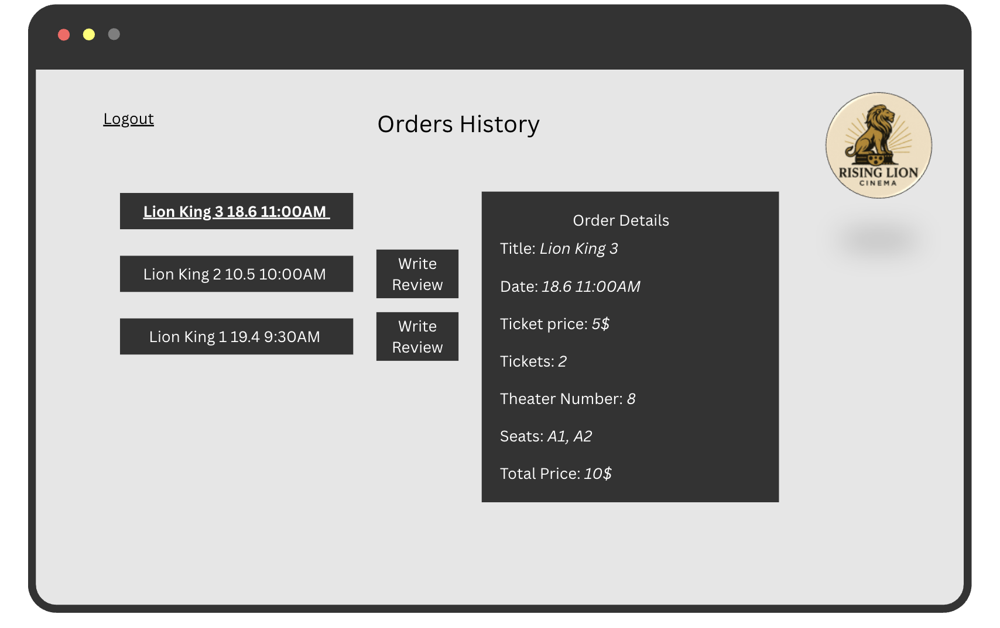 Logout
Orders History
RISING LION
CINEMA
Lion King 3 18.6 11:00AM
Lion King 2 10.5 10:00AM
Write
Review
Lion King 1 19.4 9:30AM
Write
Review
Order Details
Title: Lion King 3
Date: 18.6 11:00AM
Ticket price: 5$
Tickets: 2
Theater Number: 8
Seats: A1, A2
Total Price: 10$